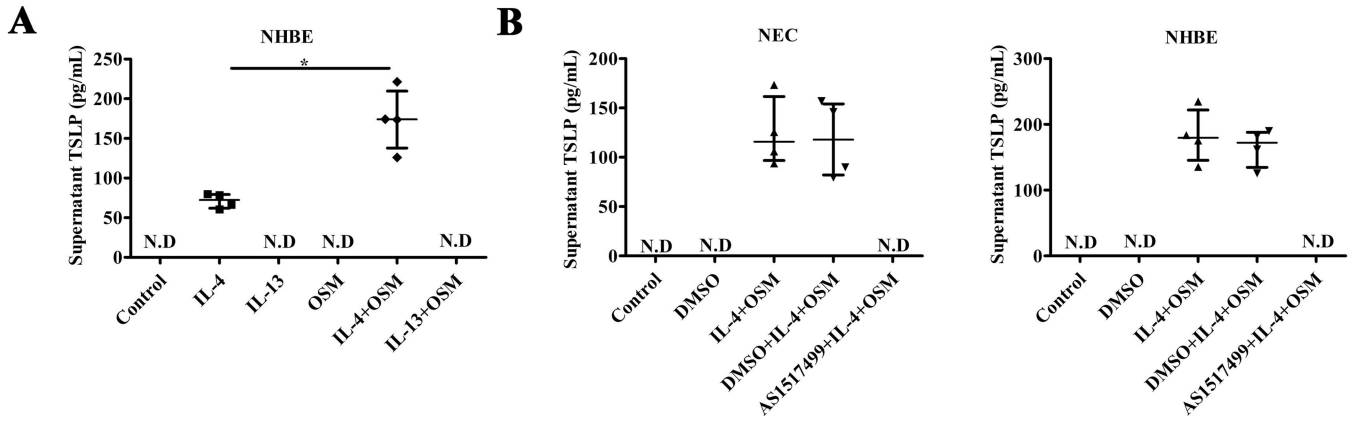 A
NHBE
Supernatant TSLP (pg/mL)
250
200
150
100
50
0
*
N.D
N.D
N.D
N.D
Control
IL-4
IL-13
OSM
IL-4+OSM
IL-13+OSM
B
NEC
Supernatant TSLP (pg/mL)
200
150
100
50
0
N.D
N.D
N.D
Control
DMSO
IL-4+OSM
DMSO+IL-4+OSM
AS1517499+IL-4+OSM
NHBE
Supernatant TSLP (pg/mL)
300
200
100
0
N.D
N.D
N.D
Control
DMSO
IL-4+OSM
DMSO+IL-4+OSM
AS1517499+IL-4+OSM